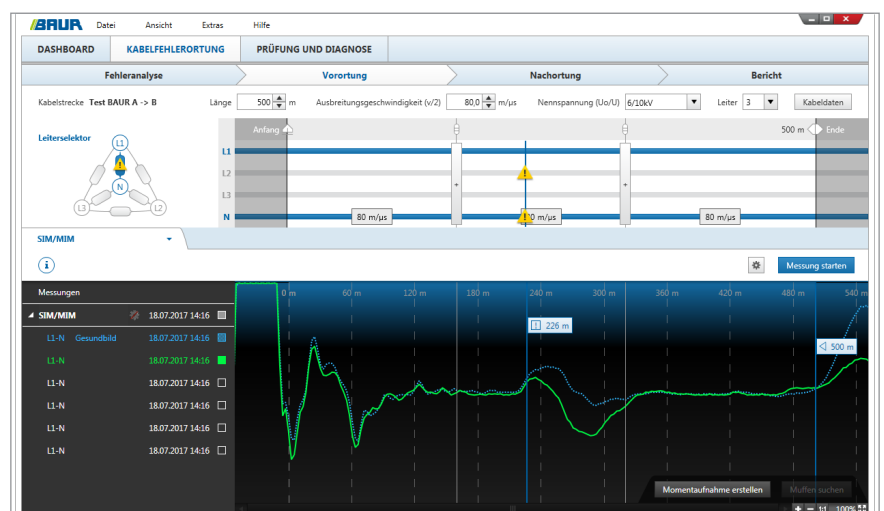 BAUR Datei Ansicht Extras Hilfe
DASHBOARD KABELFEHLERORTUNG PRÜFUNG UND DIAGNOSE
Fehleranalyse Vorortung Nachortung Bericht
Kabelstrecke Test BAUR A -> B Länge 500 m Ausbreitungsgeschwindigkeit (v/2) 80,0 m/µs Nennspannung (Uo/U) 6/10kV Leiter 3 Kabeldaten
Leiterselektor
L1
N
L3 L2
Anfang 500 m Ende
L1
L2
L3
N 80 m/µs 80 m/µs
SIM/MIM
i Messung starten
Messungen
SIM/MIM 18.07.2017 14:16
L1-N Gesundbild 18.07.2017 14:16
L1-N 18.07.2017 14:16
L1-N 18.07.2017 14:16
L1-N 18.07.2017 14:16
L1-N 18.07.2017 14:16
L1-N 18.07.2017 14:16
0 m 60 m 120 m 180 m 240 m 300 m 360 m 420 m 480 m 540 m
1 226 m
500 m
Momentaufnahme erstellen Muffen suchen
1:1 100%